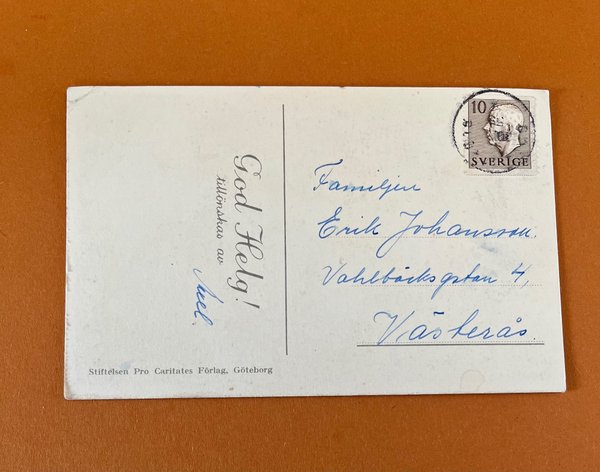 God Helg!
tillönskas av
Axel.
Stiftelsen Pro Caritates Förlag, Göteborg
10
SVERIGE
Familjen
Erik Johansson.
Vahlbäcksgatan 4,
Västerås.